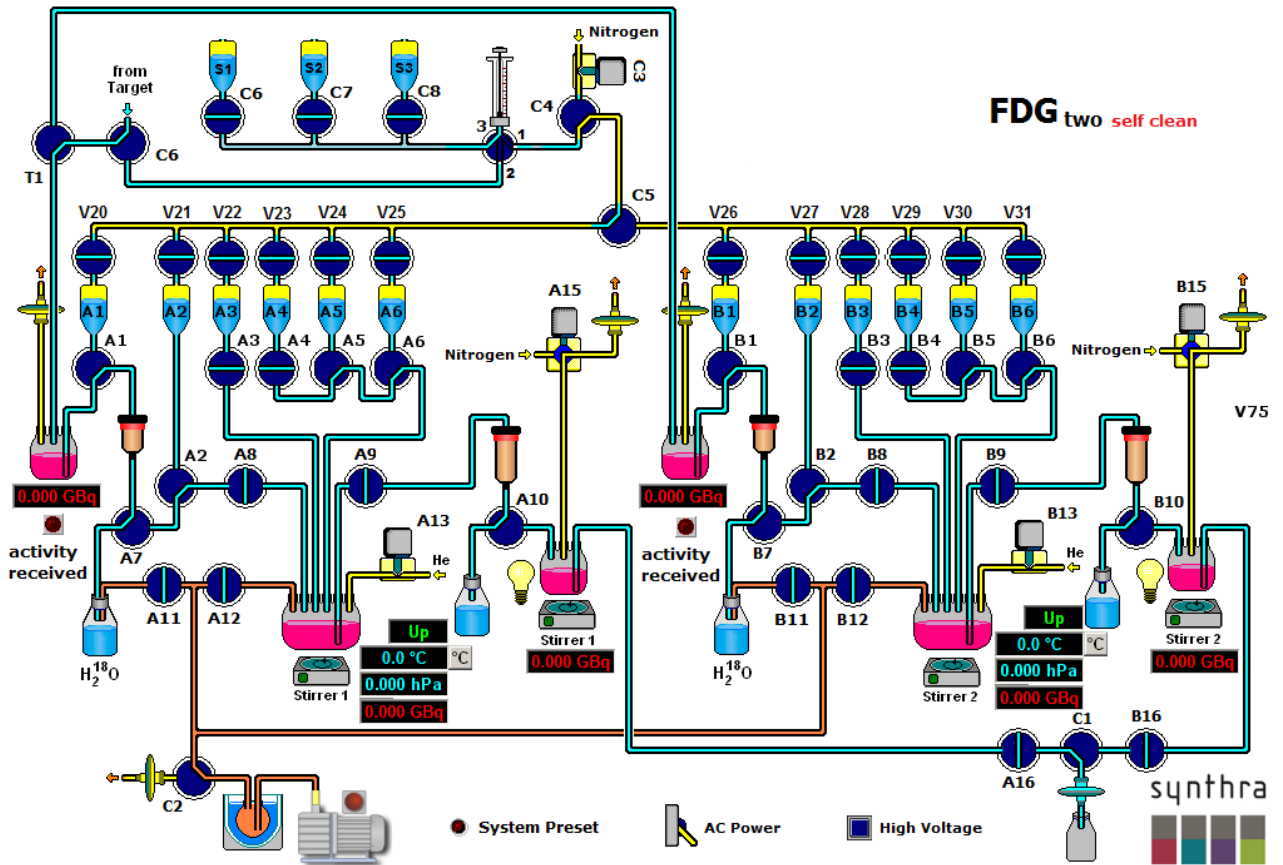 Nitrogen
S1 S2 S3
C3
from
Target
C6 C7 C8
C4
3 1
2
FDG two self clean
T1
C6
C5
V20 V21 V22 V23 V24 V25
V26 V27 V28 V29 V30 V31
A1 A2 A3 A4 A5 A6
B1 B2 B3 B4 B5 B6
A15
B15
A1 A3 A4 A5 A6
Nitrogen
B1 B3 B4 B5 B6
Nitrogen
V75
A2 A8 A9
B2 B8 B9
0.000 GBq
0.000 GBq
A10
B10
A7
A13
B7
B13
activity
received
activity
received
He
He
A11 A12
B11 B12
H₂¹⁸O
Stirrer 1
Up
0.0 °C °C
0.000 hPa
0.000 GBq
Stirrer 1
0.000 GBq
H₂¹⁸O
Stirrer 2
Up
0.0 °C °C
0.000 hPa
0.000 GBq
Stirrer 2
0.000 GBq
C1
B16
A16
C2
System Preset
AC Power
High Voltage
synthra